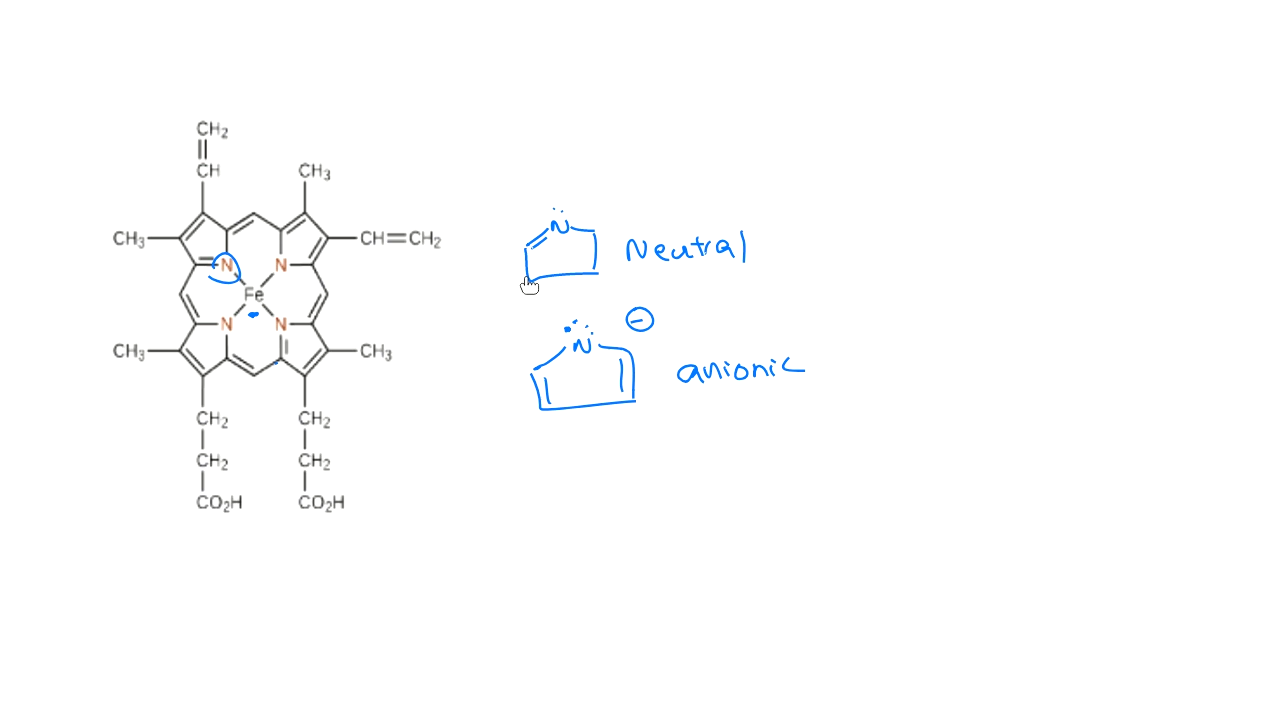 CH₂
CH
CH₃
CH₃
CH=CH₂
N
N
Fe
N
N
CH₃
CH₃
CH₂
CH₂
CH₂
CH₂
CO₂H
CO₂H
N
Neutral
N
⊖
anionic